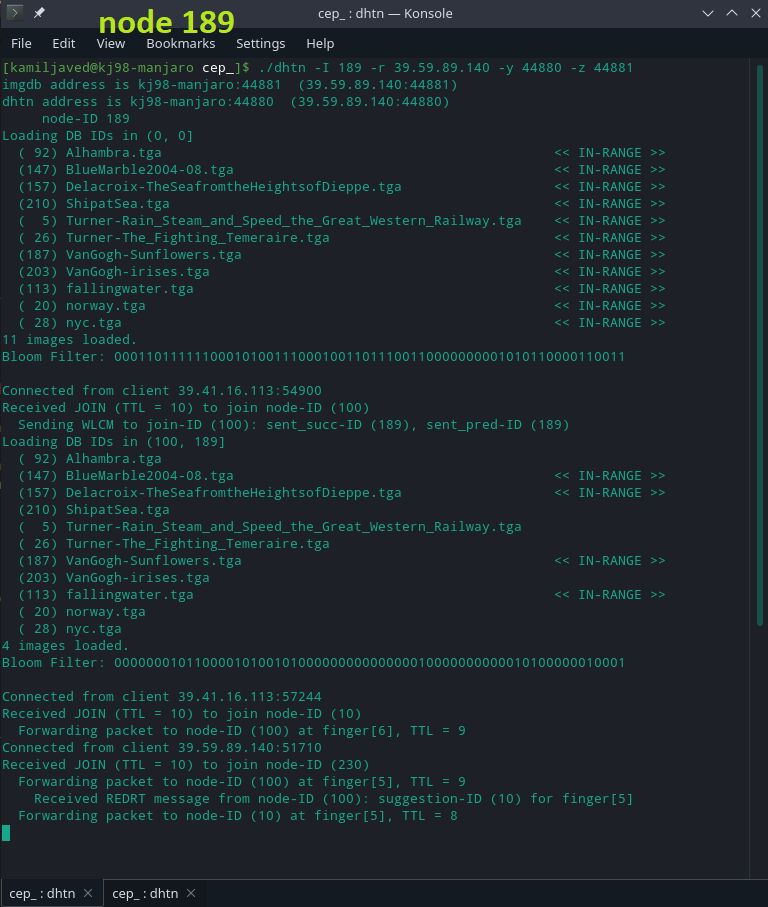 cep_ : dhtn — Konsole
node 189
File Edit View Bookmarks Settings Help
[kamiljaved@kj98-manjaro cep_]$ ./dhtn -I 189 -r 39.59.89.140 -y 44880 -z 44881
imgdb address is kj98-manjaro:44881 (39.59.89.140:44881)
dhtn address is kj98-manjaro:44880 (39.59.89.140:44880)
node-ID 189
Loading DB IDs in (0, 0]
( 92) Alhambra.tga << IN-RANGE >>
(147) BlueMarble2004-08.tga << IN-RANGE >>
(157) Delacroix-TheSeafromtheHeightsofDieppe.tga << IN-RANGE >>
(210) ShipatSea.tga << IN-RANGE >>
( 5) Turner-Rain_Steam_and_Speed_the_Great_Western_Railway.tga << IN-RANGE >>
( 26) Turner-The_Fighting_Temeraire.tga << IN-RANGE >>
(187) VanGogh-Sunflowers.tga << IN-RANGE >>
(203) VanGogh-irises.tga << IN-RANGE >>
(113) fallingwater.tga << IN-RANGE >>
( 20) norway.tga << IN-RANGE >>
( 28) nyc.tga << IN-RANGE >>
11 images loaded.
Bloom Filter: 0001101111110001010011100010011011100110000000001010110000110011
Connected from client 39.41.16.113:54900
Received JOIN (TTL = 10) to join node-ID (100)
Sending WLCM to join-ID (100): sent_succ-ID (189), sent_pred-ID (189)
Loading DB IDs in (100, 189]
( 92) Alhambra.tga
(147) BlueMarble2004-08.tga << IN-RANGE >>
(157) Delacroix-TheSeafromtheHeightsofDieppe.tga << IN-RANGE >>
(210) ShipatSea.tga
( 5) Turner-Rain_Steam_and_Speed_the_Great_Western_Railway.tga
( 26) Turner-The_Fighting_Temeraire.tga
(187) VanGogh-Sunflowers.tga << IN-RANGE >>
(203) VanGogh-irises.tga
(113) fallingwater.tga << IN-RANGE >>
( 20) norway.tga
( 28) nyc.tga
4 images loaded.
Bloom Filter: 0000000101100001010010100000000000000010000000000010100000010001
Connected from client 39.41.16.113:57244
Received JOIN (TTL = 10) to join node-ID (10)
Forwarding packet to node-ID (100) at finger[6], TTL = 9
Connected from client 39.59.89.140:51710
Received JOIN (TTL = 10) to join node-ID (230)
Forwarding packet to node-ID (100) at finger[5], TTL = 9
Received REDRT message from node-ID (100): suggestion-ID (10) for finger[5]
Forwarding packet to node-ID (10) at finger[5], TTL = 8
cep_ : dhtn cep_ : dhtn